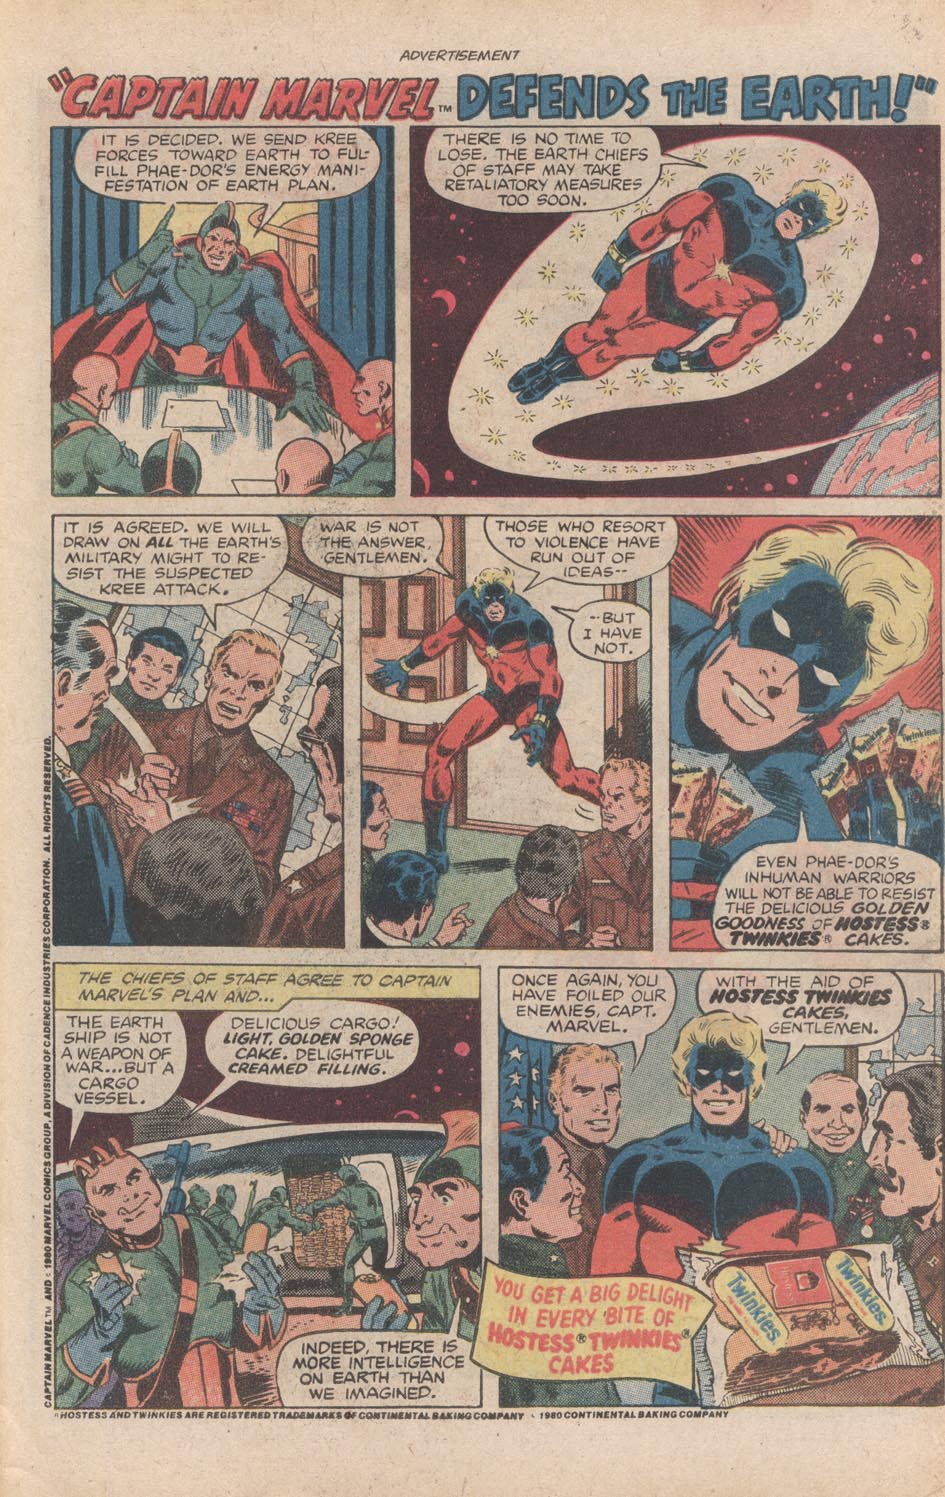 ADVERTISEMENT
"CAPTAIN MARVEL™ DEFENDS THE EARTH!"
IT IS DECIDED. WE SEND KREE
FORCES TOWARD EARTH TO FUL-
FILL PHAE-DOR'S ENERGY MANI-
FESTATION OF EARTH PLAN.
THERE IS NO TIME TO
LOSE. THE EARTH CHIEFS
OF STAFF MAY TAKE
RETALIATORY MEASURES
TOO SOON.
IT IS AGREED. WE WILL
DRAW ON ALL THE EARTH'S
MILITARY MIGHT TO RE-
SIST THE SUSPECTED
KREE ATTACK.
WAR IS NOT
THE ANSWER,
GENTLEMEN.
THOSE WHO RESORT
TO VIOLENCE HAVE
RUN OUT OF
IDEAS--
--BUT
I HAVE
NOT.
Twinkies
Twinkies
EVEN PHAE-DOR'S
INHUMAN WARRIORS
WILL NOT BE ABLE TO RESIST
THE DELICIOUS GOLDEN
GOODNESS OF HOSTESS®
TWINKIES® CAKES.
THE CHIEFS OF STAFF AGREE TO CAPTAIN
MARVEL'S PLAN AND...
THE EARTH
SHIP IS NOT
A WEAPON OF
WAR...BUT A
CARGO
VESSEL.
DELICIOUS CARGO!
LIGHT, GOLDEN SPONGE
CAKE. DELIGHTFUL
CREAMED FILLING.
INDEED, THERE IS
MORE INTELLIGENCE
ON EARTH THAN
WE IMAGINED.
ONCE AGAIN, YOU
HAVE FOILED OUR
ENEMIES, CAPT.
MARVEL.
WITH THE AID OF
HOSTESS TWINKIES
CAKES,
GENTLEMEN.
YOU GET A BIG DELIGHT
IN EVERY BITE OF
HOSTESS® TWINKIES®
CAKES
Twinkies
Twinkies.
CAPTAIN MARVEL™ AND © 1980 MARVEL COMICS GROUP, A DIVISION OF CADENCE INDUSTRIES CORPORATION. ALL RIGHTS RESERVED.
®HOSTESS AND TWINKIES ARE REGISTERED TRADEMARKS OF CONTINENTAL BAKING COMPANY © 1980 CONTINENTAL BAKING COMPANY